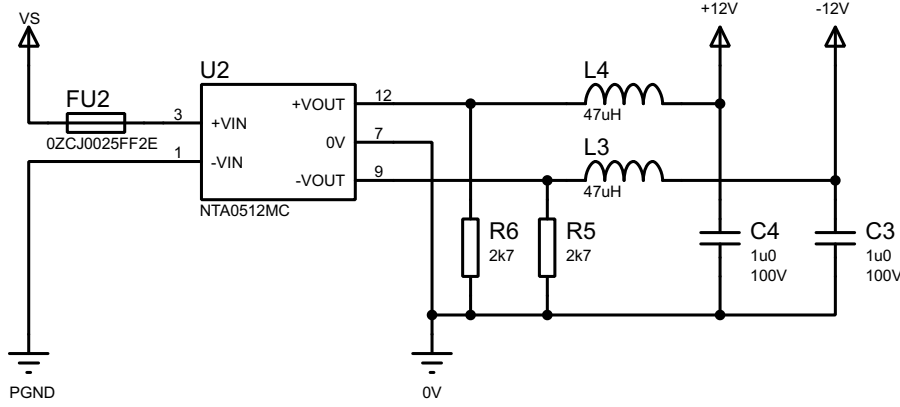 VS
+12V
-12V
U2
L4
FU2
3
+VIN
+VOUT
12
47uH
0ZCJ0025FF2E
1
-VIN
0V
7
L3
-VOUT
9
47uH
NTA0512MC
R6
2k7
R5
2k7
C4
1u0
100V
C3
1u0
100V
PGND
0V